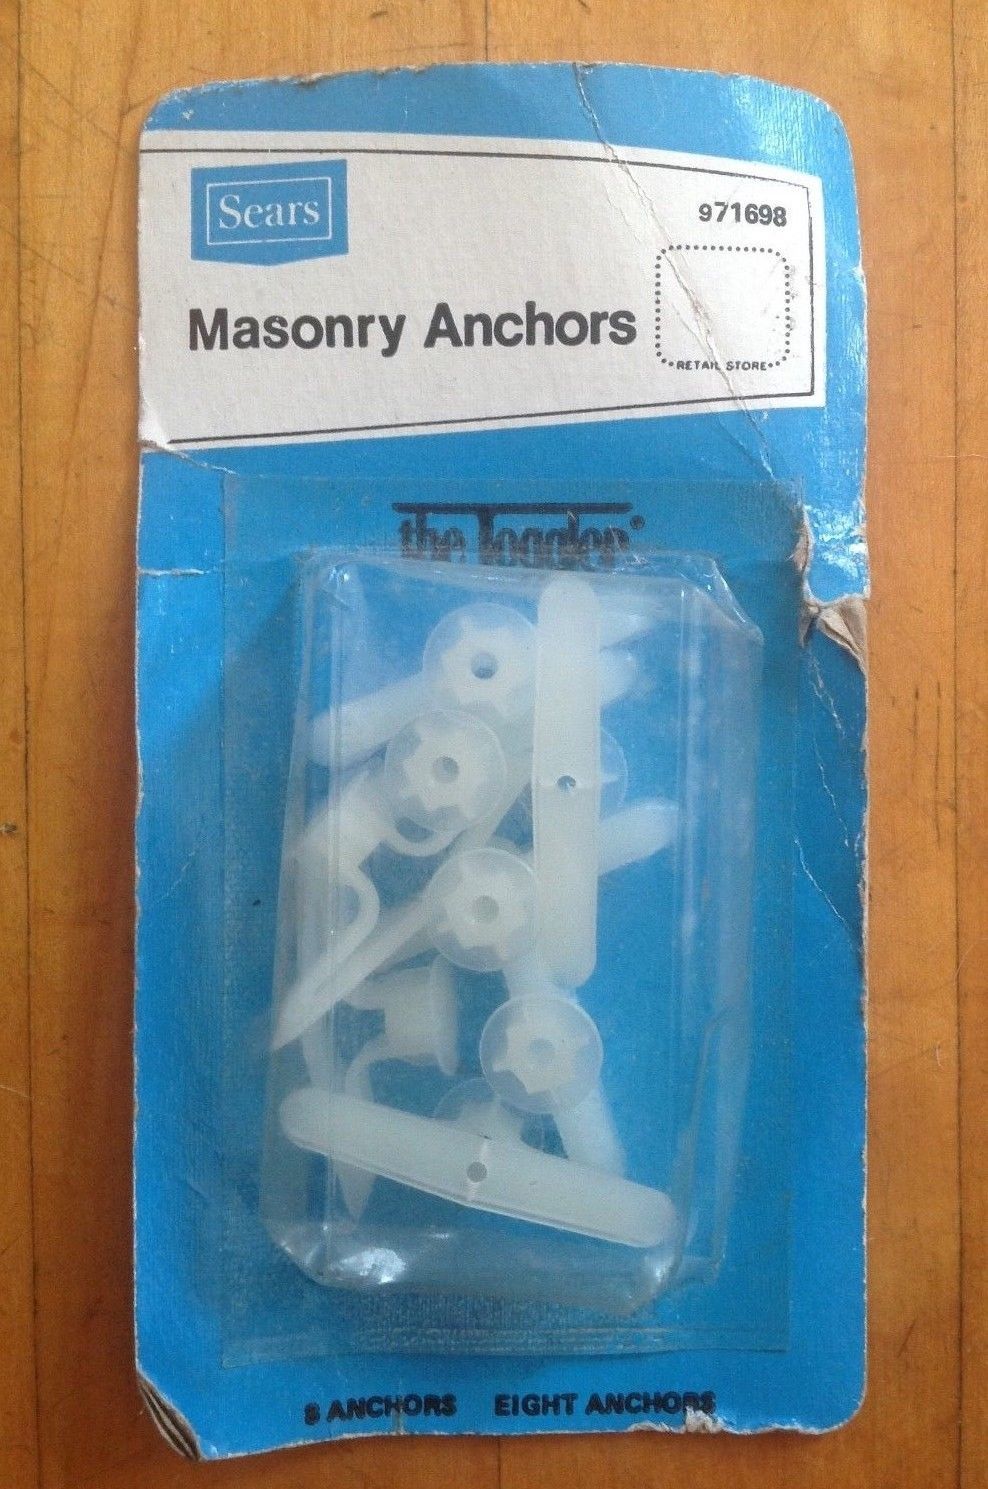 Sears
971698
Masonry Anchors
RETAIL STORE
the Toggler®
8 ANCHORS EIGHT ANCHORS